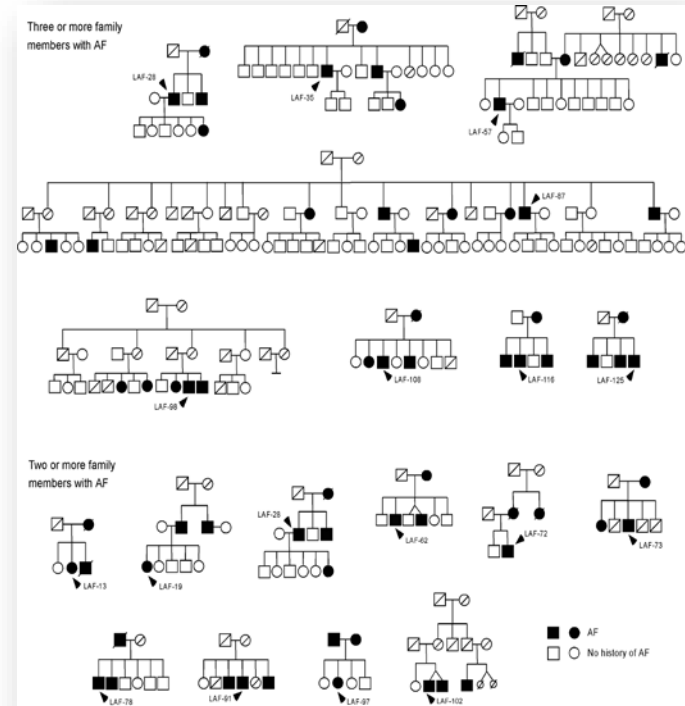 Three or more family
members with AF
LAF-28
LAF-35
LAF-57
LAF-87
LAF-98
LAF-108
LAF-116
LAF-125
Two or more family
members with AF
LAF-13
LAF-19
LAF-28
LAF-62
LAF-72
LAF-73
LAF-78
LAF-91
LAF-97
LAF-102
AF
No history of AF